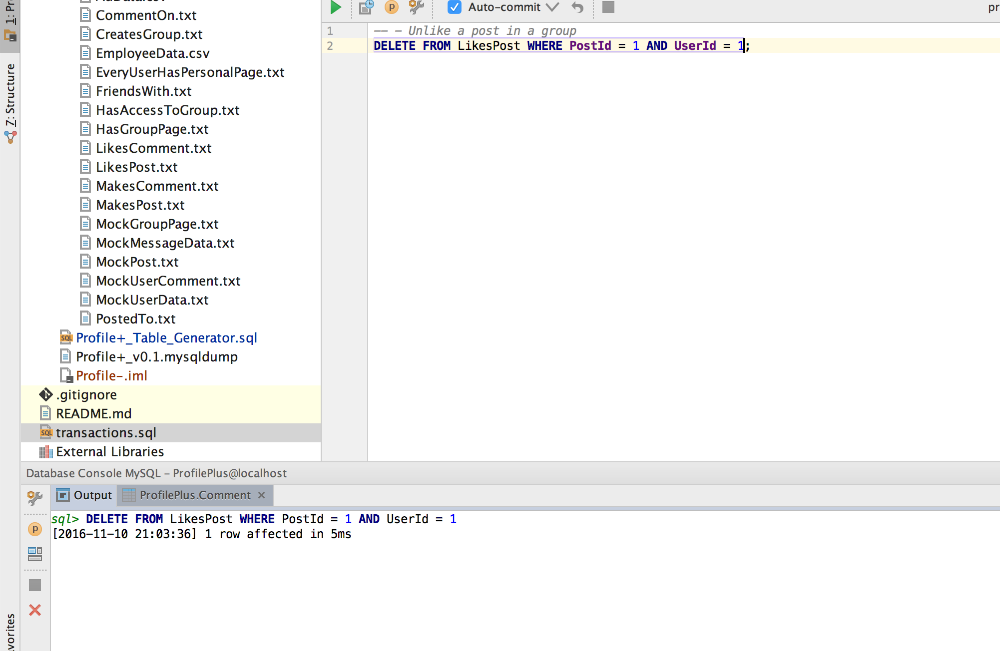 Auto-commit
pr
1: Pr
7: Structure
vorites
CommentOn.txt
CreatesGroup.txt
EmployeeData.csv
EveryUserHasPersonalPage.txt
FriendsWith.txt
HasAccessToGroup.txt
HasGroupPage.txt
LikesComment.txt
LikesPost.txt
MakesComment.txt
MakesPost.txt
MockGroupPage.txt
MockMessageData.txt
MockPost.txt
MockUserComment.txt
MockUserData.txt
PostedTo.txt
SQL Profile+_Table_Generator.sql
Profile+_v0.1.mysqldump
Profile-.iml
.gitignore
README.md
SQL transactions.sql
External Libraries
1 -- - Unlike a post in a group
2 DELETE FROM LikesPost WHERE PostId = 1 AND UserId = 1;
Database Console MySQL - ProfilePlus@localhost
Output ProfilePlus.Comment
sql> DELETE FROM LikesPost WHERE PostId = 1 AND UserId = 1
[2016-11-10 21:03:36] 1 row affected in 5ms